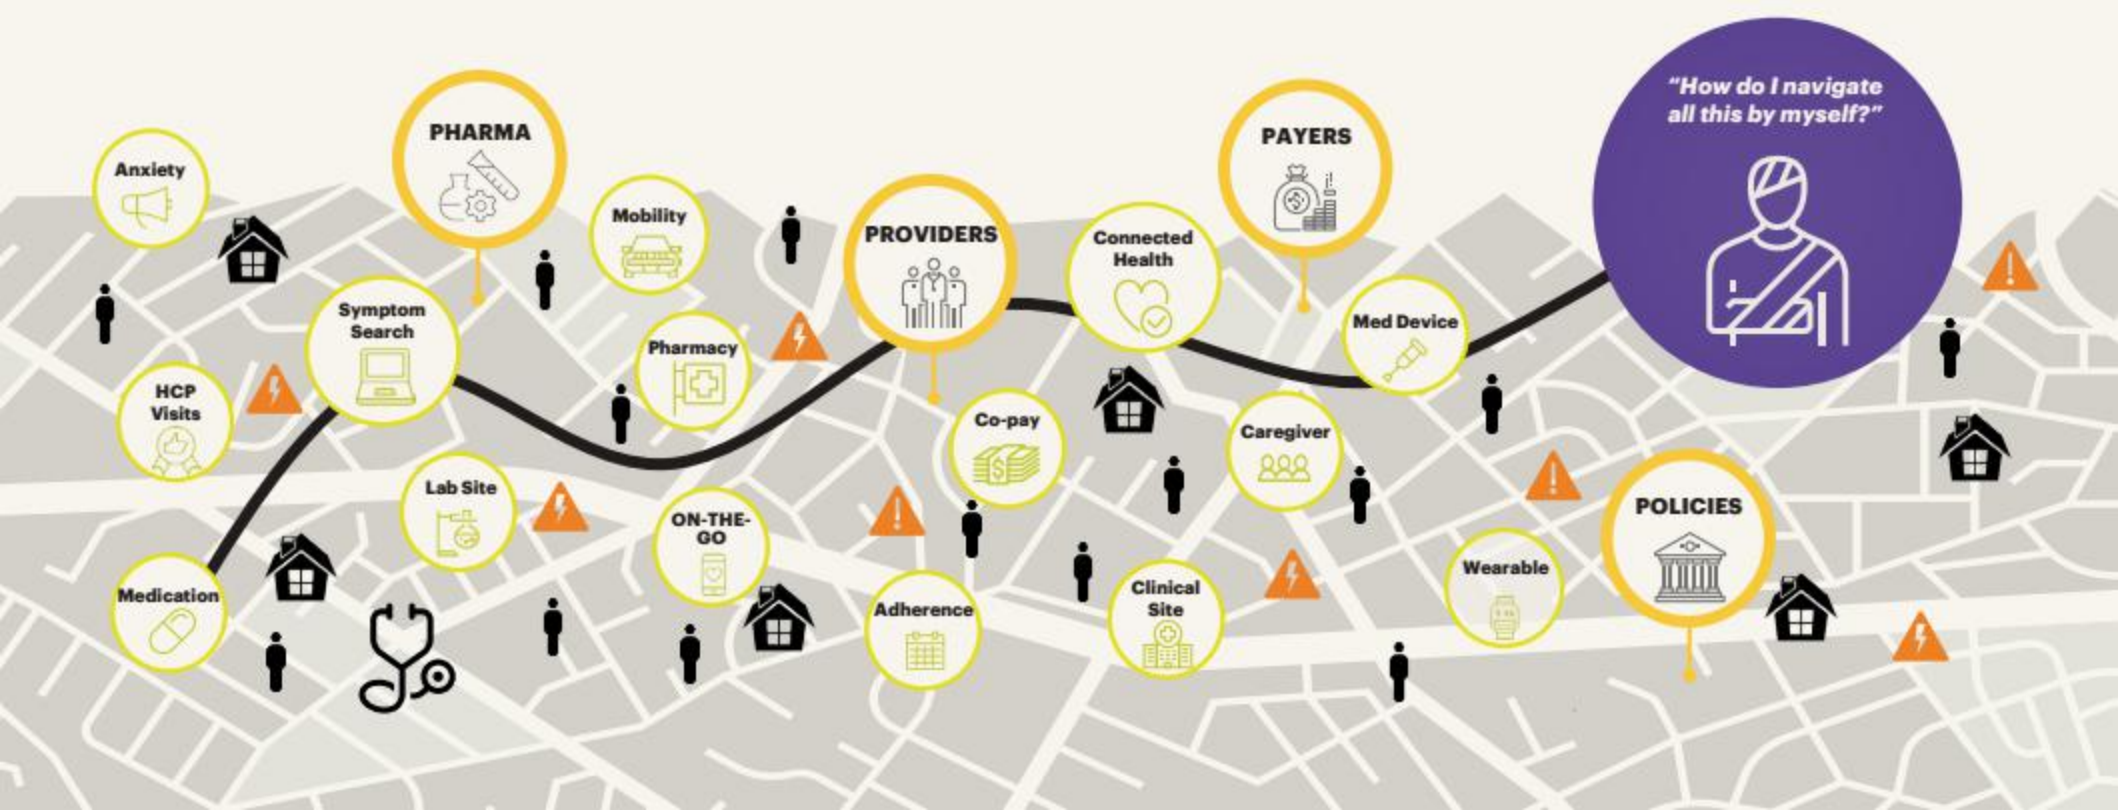 “How do I navigate
all this by myself?”
PHARMA
PAYERS
Anxiety
Mobility
PROVIDERS
Connected
Health
Symptom
Search
Med Device
Pharmacy
HCP
Visits
Co-pay
Caregiver
Lab Site
POLICIES
ON-THE-
GO
Wearable
Medication
Adherence
Clinical
Site